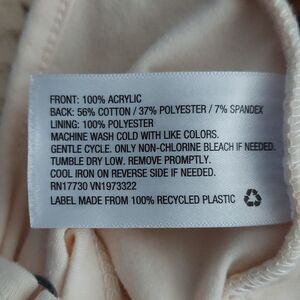 FRONT: 100% ACRYLIC
BACK: 56% COTTON / 37% POLYESTER / 7% SPANDEX
LINING: 100% POLYESTER
MACHINE WASH COLD WITH LIKE COLORS.
GENTLE CYCLE. ONLY NON-CHLORINE BLEACH IF NEEDED.
TUMBLE DRY LOW. REMOVE PROMPTLY.
COOL IRON ON REVERSE SIDE IF NEEDED.
RN17730 VN1973322
LABEL MADE FROM 100% RECYCLED PLASTIC